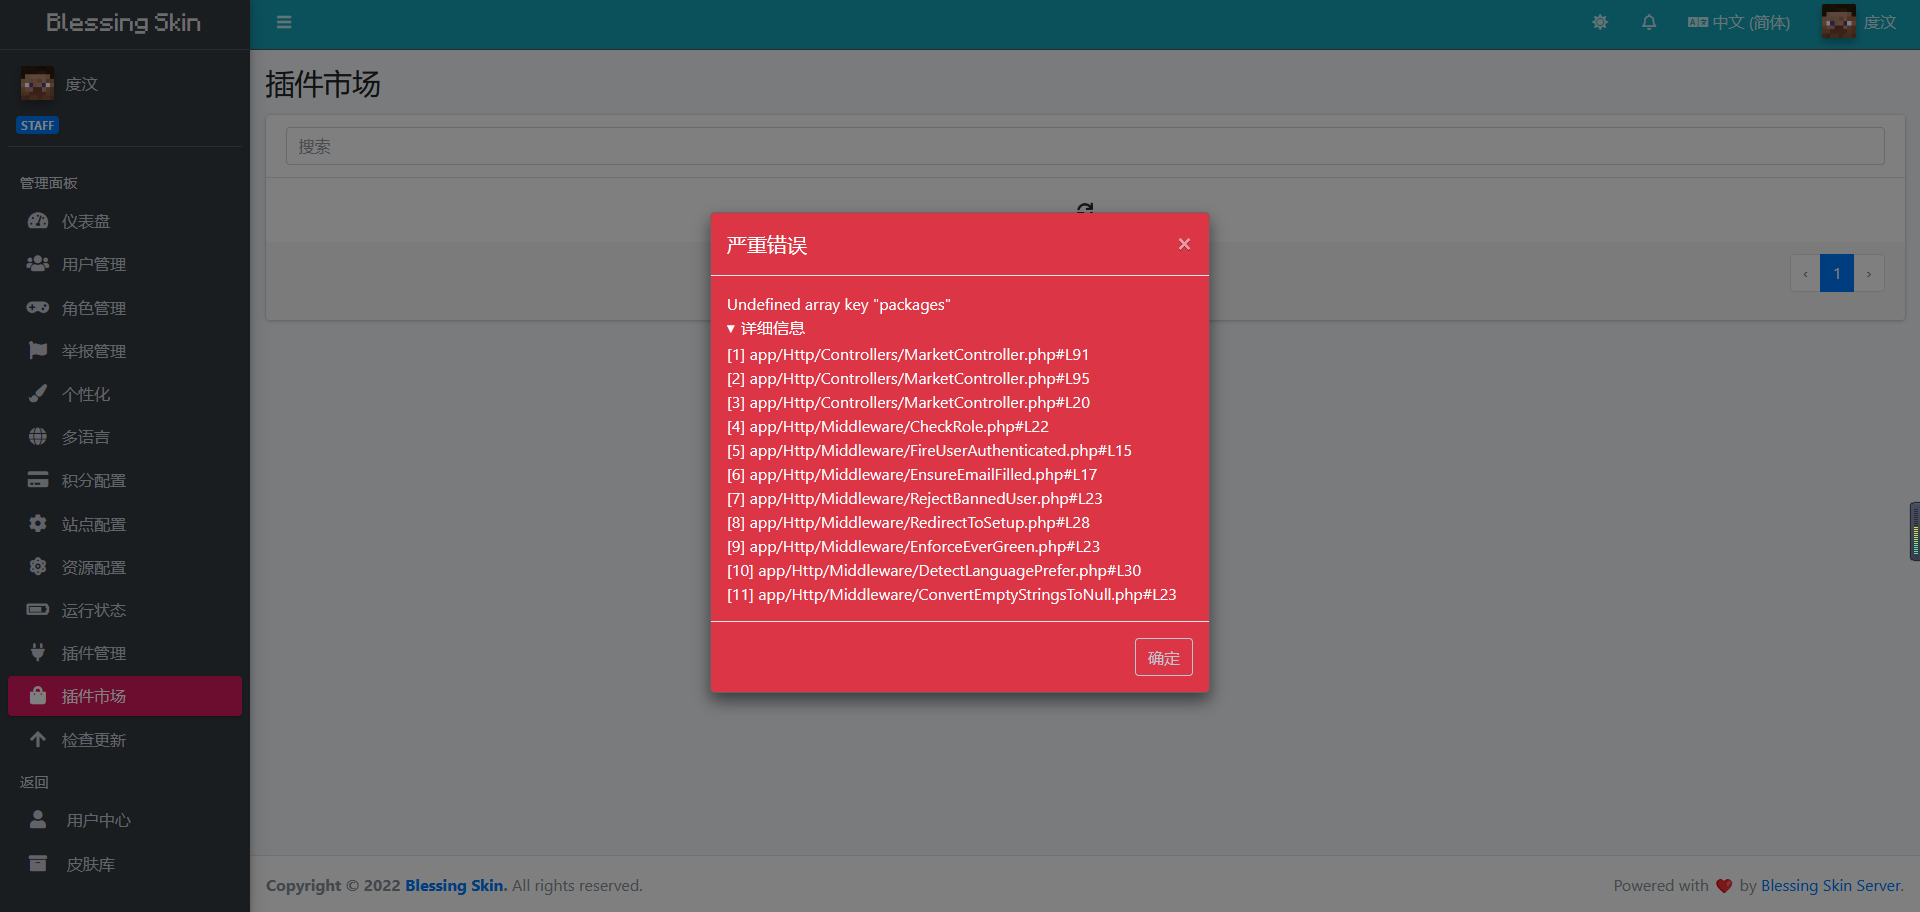 Blessing Skin
中文 (简体)
度汶
度汶
STAFF
管理面板
仪表盘
用户管理
角色管理
举报管理
个性化
多语言
积分配置
站点配置
资源配置
运行状态
插件管理
插件市场
检查更新
返回
用户中心
皮肤库
插件市场
搜索
‹ 1 ›
严重错误 ×
Undefined array key "packages"
▼ 详细信息
[1] app/Http/Controllers/MarketController.php#L91
[2] app/Http/Controllers/MarketController.php#L95
[3] app/Http/Controllers/MarketController.php#L20
[4] app/Http/Middleware/CheckRole.php#L22
[5] app/Http/Middleware/FireUserAuthenticated.php#L15
[6] app/Http/Middleware/EnsureEmailFilled.php#L17
[7] app/Http/Middleware/RejectBannedUser.php#L23
[8] app/Http/Middleware/RedirectToSetup.php#L28
[9] app/Http/Middleware/EnforceEverGreen.php#L23
[10] app/Http/Middleware/DetectLanguagePrefer.php#L30
[11] app/Http/Middleware/ConvertEmptyStringsToNull.php#L23
确定
Copyright © 2022 Blessing Skin. All rights reserved.
Powered with ❤ by Blessing Skin Server.